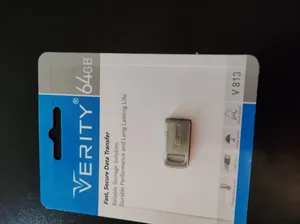 VERITY 64GB
Fast, Secure Data Transfer
Reliable Storage Solution
Durable Performance and Long Lasting Life
V 813